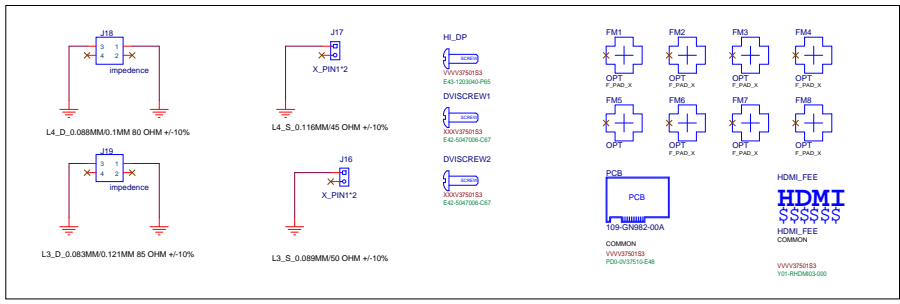 J18
3 1
4 2
impedence
L4_D_0.088MM/0.1MM 80 OHM +/-10%
J19
3 1
4 2
impedence
L3_D_0.083MM/0.121MM 85 OHM +/-10%
J17
X_PIN1*2
L4_S_0.116MM/45 OHM +/-10%
J16
X_PIN1*2
L3_S_0.089MM/50 OHM +/-10%
HI_DP
SCREW
VVVV37501S3
E43-1203040-P65
DVISCREW1
SCREW
XXXV37501S3
E42-5047006-C67
DVISCREW2
SCREW
XXXV37501S3
E42-5047006-C67
FM1 FM2 FM3 FM4
OPT OPT OPT OPT
F_PAD_X F_PAD_X F_PAD_X F_PAD_X
FM5 FM6 FM7 FM8
OPT OPT OPT OPT
F_PAD_X F_PAD_X F_PAD_X
PCB
PCB
109-GN982-00A
COMMON
VVVV37501S3
PD0-0V37510-E48
HDMI_FEE
HDMI
$$$$$$
HDMI_FEE
COMMON
VVVV37501S3
Y01-RHDMI03-000